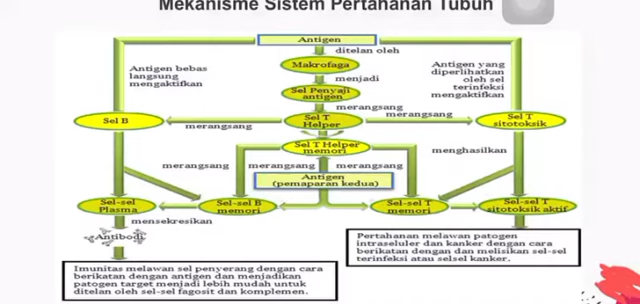 Mekanisme Sistem Pertahanan Tubuh
Antigen
ditelan oleh
Antigen bebas
langsung
mengaktifkan
Makrofaga
menjadi
Antigen yang
diperlihatkan
oleh sel
terinfeksi
mengaktifkan
Sel Penyaji
antigen
merangsang
Sel B
merangsang
Sel T
Helper
merangsang
Sel T
sitotoksik
Sel T Helper
memori
menghasilkan
merangsang
merangsang
merangsang
Antigen
(pemaparan kedua)
Sel-sel
Plasma
Sel-sel B
memori
Sel-sel T
memori
Sel-sel T
sitotoksik aktif
mensekresikan
Antibodi
Pertahanan melawan patogen
intraseluler dan kanker dengan cara
berikatan dengan dan melisikan sel-sel
terinfeksi atau selsel kanker.
Imunitas melawan sel penyerang dengan cara
berikatan dengan antigen dan menjadikan
patogen target menjadi lebih mudah untuk
ditelan oleh sel-sel fagosit dan komplemen.